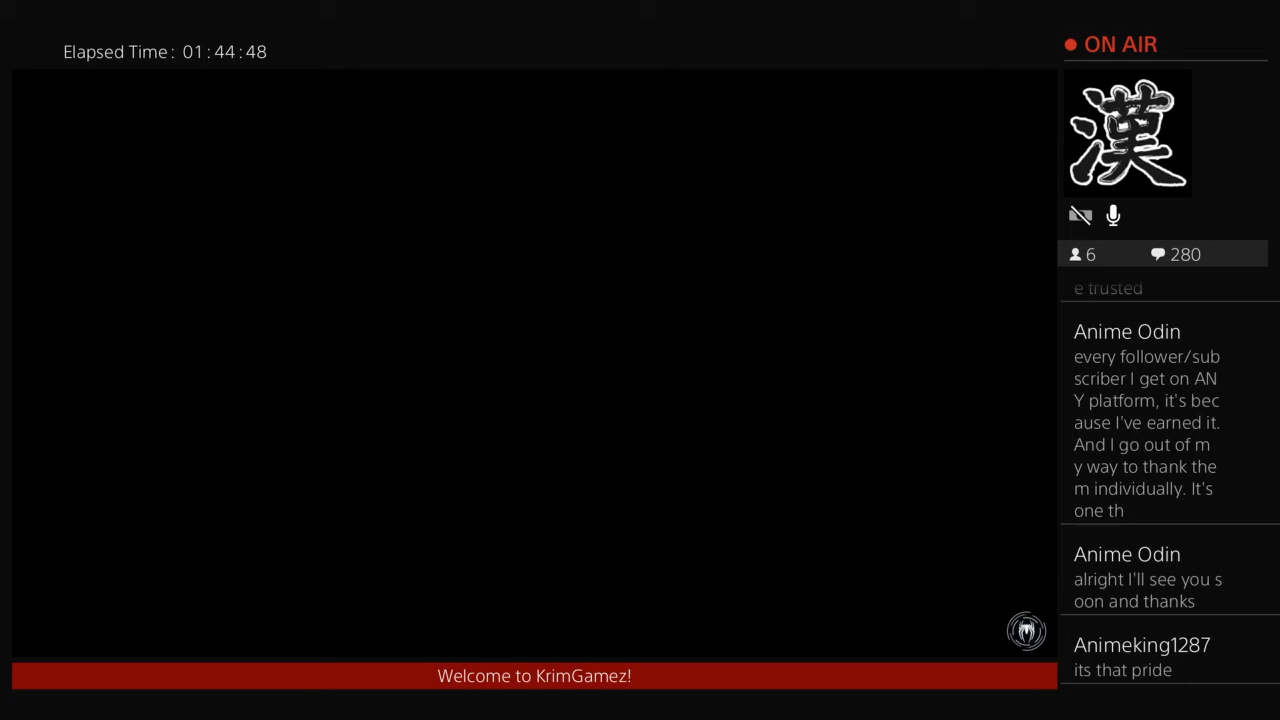 Elapsed Time: 01:44:48
ON AIR
漢
6
280
e trusted
Anime Odin
every follower/sub
scriber I get on AN
Y platform, it's bec
ause I've earned it.
And I go out of m
y way to thank the
m individually. It's
one th
Anime Odin
alright I'll see you s
oon and thanks
Animeking1287
its that pride
Welcome to KrimGamez!